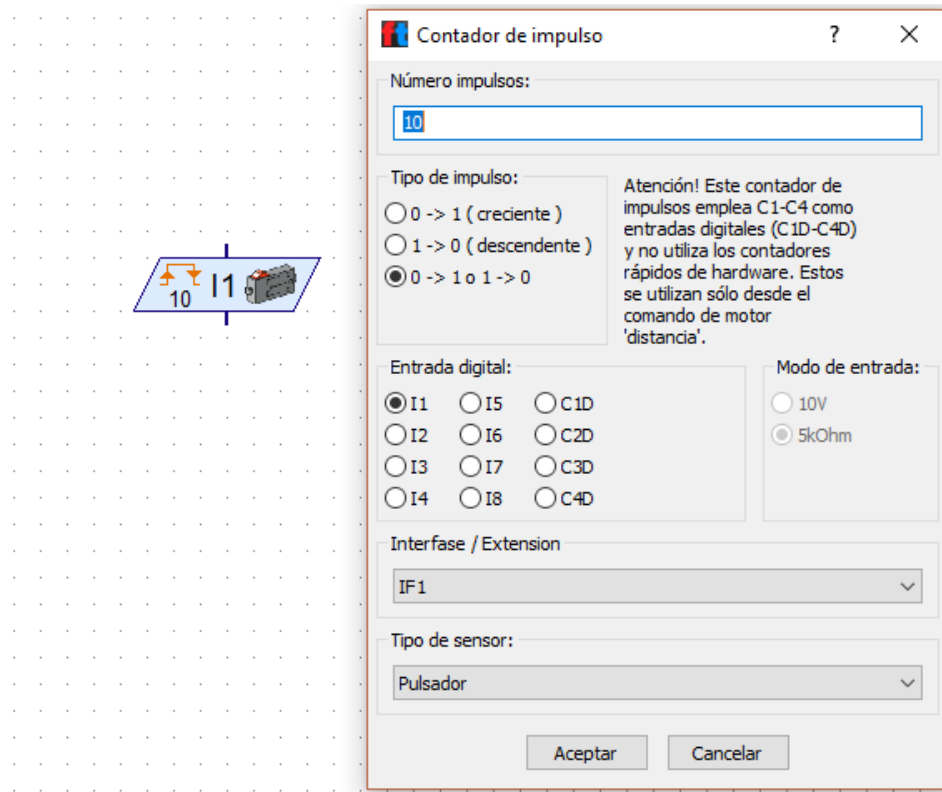 10 I1
ft Contador de impulso ? X
Número impulsos:
10
Tipo de impulso:
0 -> 1 ( creciente )
1 -> 0 ( descendente )
0 -> 1 o 1 -> 0
Atención! Este contador de
impulsos emplea C1-C4 como
entradas digitales (C1D-C4D)
y no utiliza los contadores
rápidos de hardware. Estos
se utilizan sólo desde el
comando de motor
'distancia'.
Entrada digital:
I1 I5 C1D
I2 I6 C2D
I3 I7 C3D
I4 I8 C4D
Modo de entrada:
10V
5kOhm
Interfase / Extension
IF1
Tipo de sensor:
Pulsador
Aceptar Cancelar